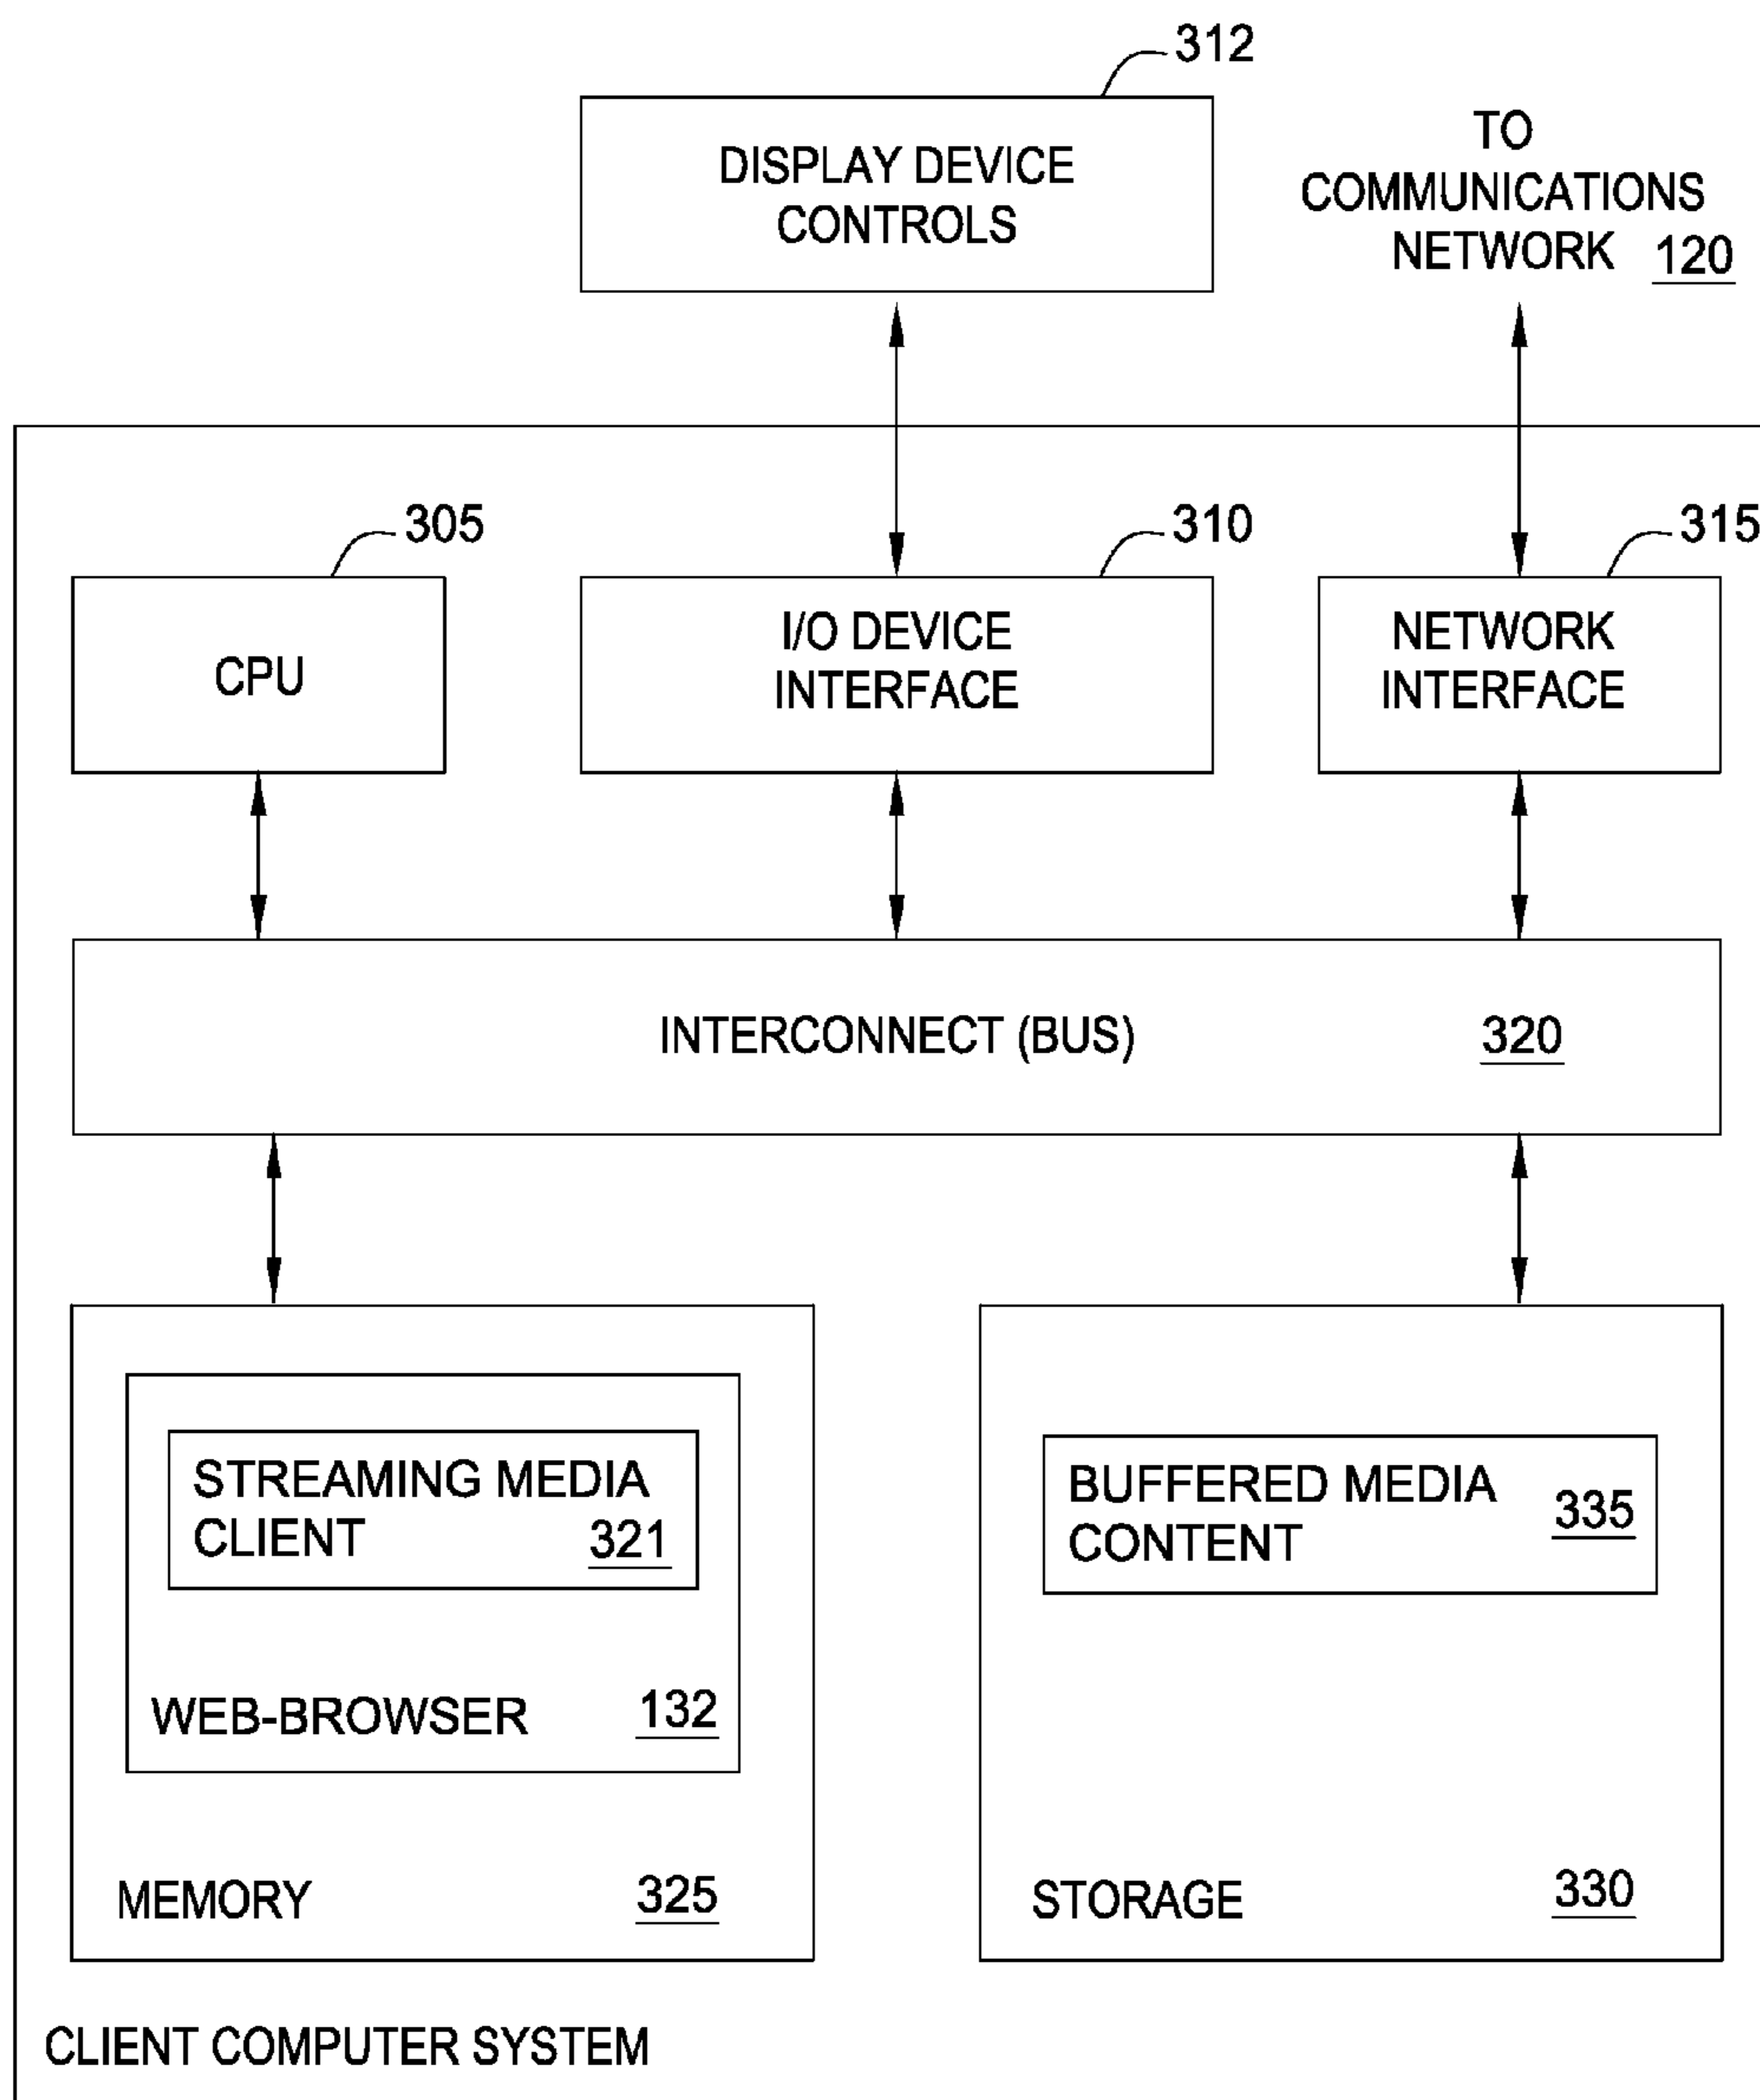 312
DISPLAY DEVICE
CONTROLS
TO
COMMUNICATIONS
NETWORK 120
305
310
315
CPU
I/O DEVICE
INTERFACE
NETWORK
INTERFACE
INTERCONNECT (BUS) 320
STREAMING MEDIA
CLIENT 321
WEB-BROWSER 132
MEMORY 325
BUFFERED MEDIA
CONTENT 335
STORAGE 330
CLIENT COMPUTER SYSTEM